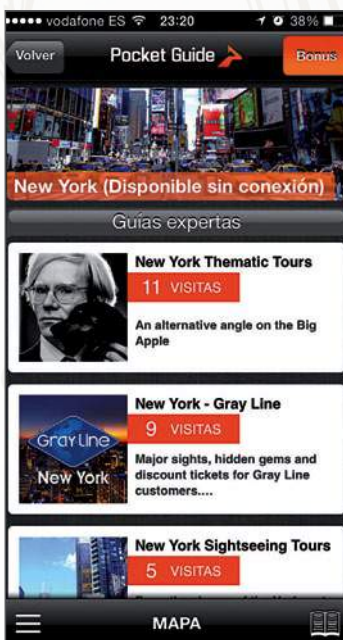 vodafone ES 23:20 38%
Volver Pocket Guide Bonus
New York (Disponible sin conexión)
Guías expertas
New York Thematic Tours
11 VISITAS
An alternative angle on the Big
Apple
New York - Gray Line
9 VISITAS
Major sights, hidden gems and
discount tickets for Gray Line
customers....
GrayLine
New York
New York Sightseeing Tours
5 VISITAS
MAPA